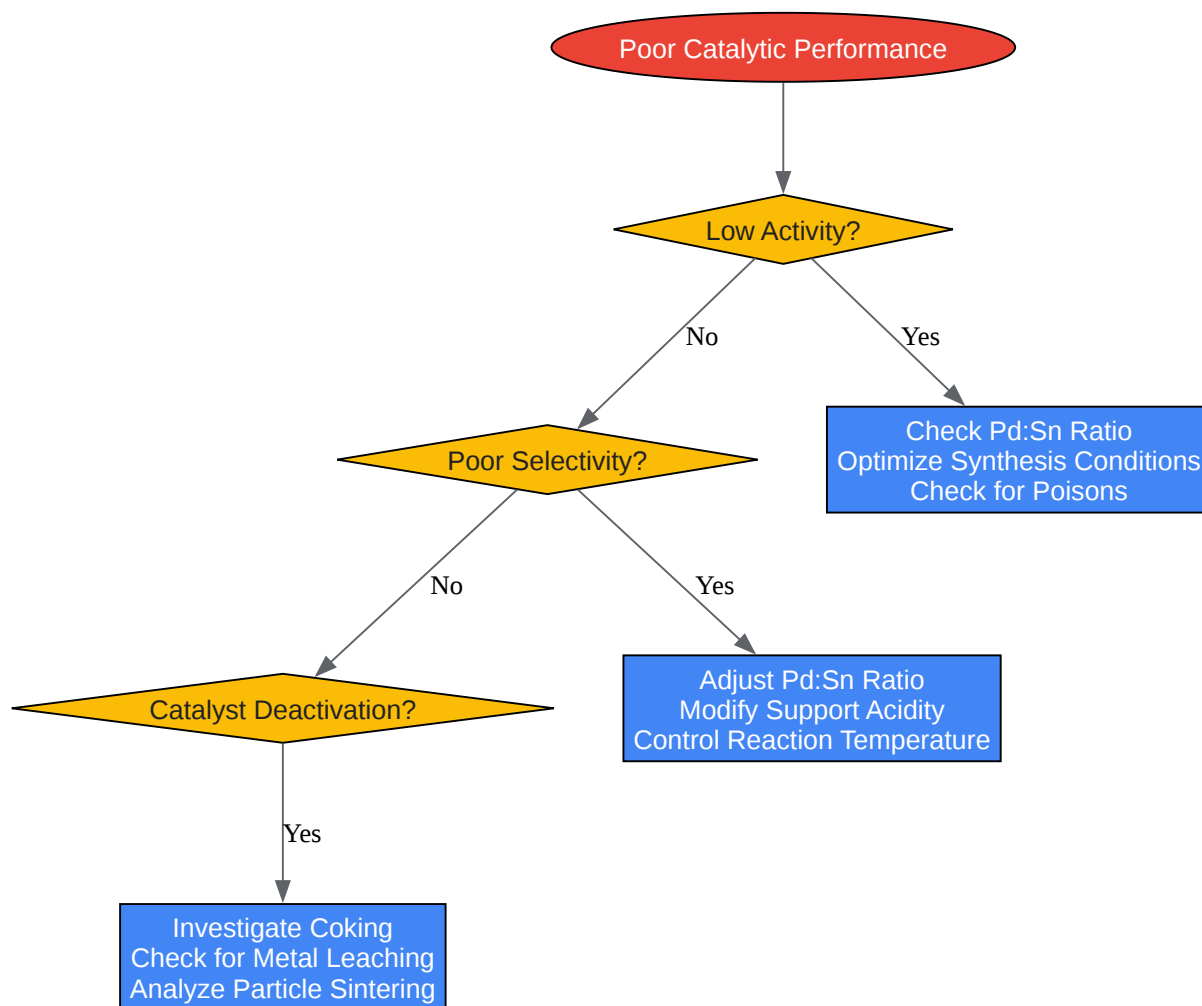 Poor Catalytic Performance
Low Activity?
No
Yes
Check Pd:Sn Ratio
Optimize Synthesis Conditions
Check for Poisons
Poor Selectivity?
No
Yes
Adjust Pd:Sn Ratio
Modify Support Acidity
Control Reaction Temperature
Catalyst Deactivation?
Yes
Investigate Coking
Check for Metal Leaching
Analyze Particle Sintering